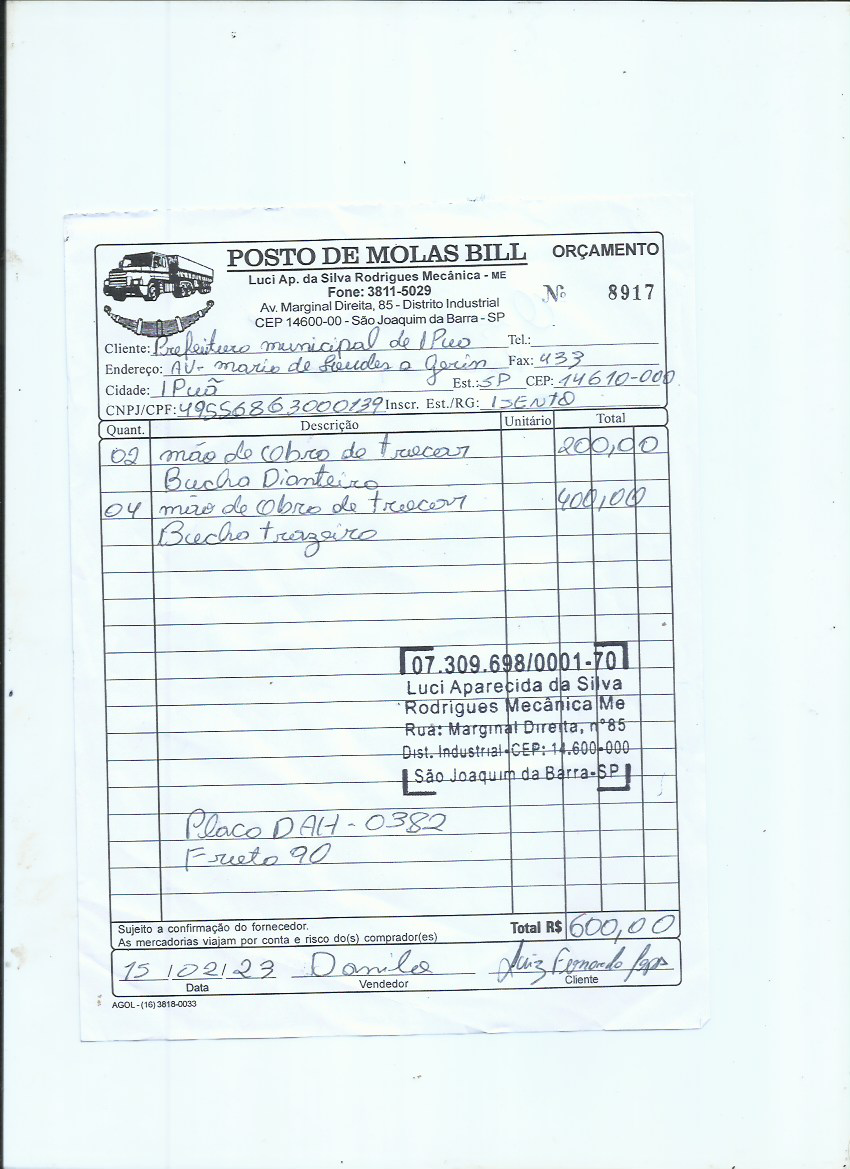 POSTO DE MOLAS BILL ORÇAMENTO
Luci Ap. da Silva Rodrigues Mecânica - ME
Fone: 3811-5029
Nº 8917
Av. Marginal Direita, 85 - Distrito Industrial
CEP 14600-00 - São Joaquim da Barra - SP
Cliente: Prefeitura municipal de IPuã Tel.:
Endereço: AV- maria de Lourdes a Gerin Fax: 433
Cidade: IPuã Est.: SP CEP: 14610-000
CNPJ/CPF: 49556863000139 Inscr. Est./RG: ISENTO
Quant. Descrição Unitário Total
02 mão de Obra de trocar 200,00
Bucha Dianteira
04 mão de Obra de trocar 400,00
Bucha trazeira
07.309.698/0001-70
Luci Aparecida da Silva
Rodrigues Mecânica Me
Rua: Marginal Direita, nº85
Dist. Industrial - CEP: 14.600-000
São Joaquim da Barra-SP
Placa DAH-0382
Frota 90
Sujeito a confirmação do fornecedor.
As mercadorias viajam por conta e risco do(s) comprador(es)
Total R$ 600,00
15/02/23 Danilo Luiz Fernando
Data Vendedor Cliente
AGOL - (16) 3818-0033